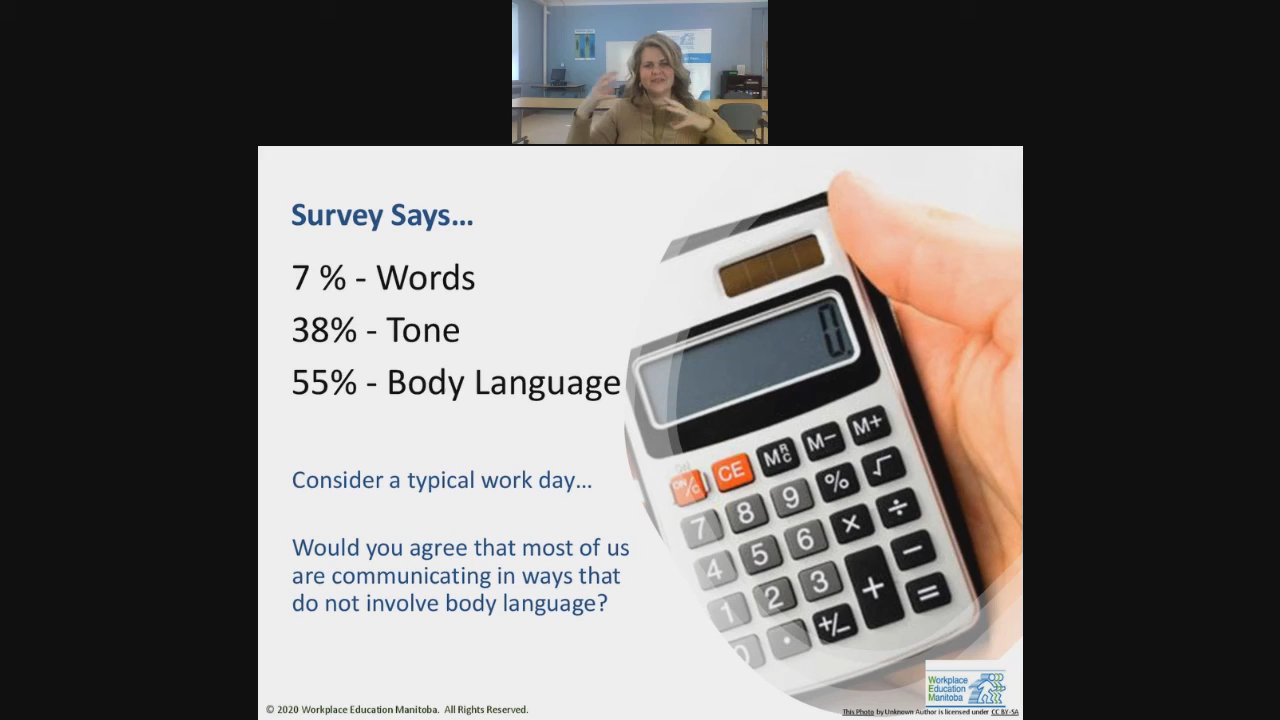 Survey Says...
7 % - Words
38% - Tone
55% - Body Language
Consider a typical work day...
Would you agree that most of us
are communicating in ways that
do not involve body language?
0
ON/C CE MRC M− M+
7 8 9 % √
4 5 6 × ÷
1 2 3 + −
0 · +/− =
Workplace
Education
Manitoba
© 2020 Workplace Education Manitoba. All Rights Reserved.
This Photo by Unknown Author is licensed under CC BY-SA